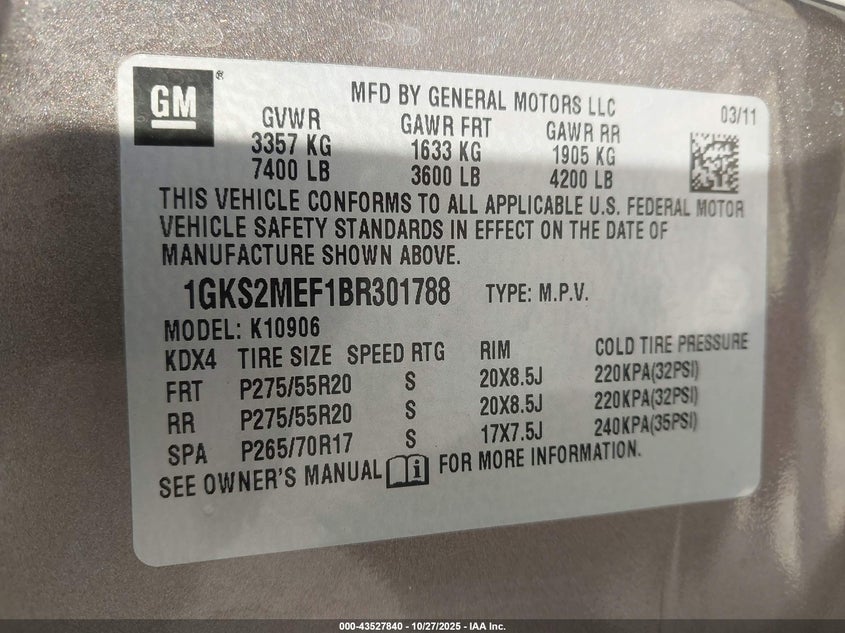 GM®
MFD BY GENERAL MOTORS LLC
03/11
GVWR GAWR FRT GAWR RR
3357 KG 1633 KG 1905 KG
7400 LB 3600 LB 4200 LB
THIS VEHICLE CONFORMS TO ALL APPLICABLE U.S. FEDERAL MOTOR
VEHICLE SAFETY STANDARDS IN EFFECT ON THE DATE OF
MANUFACTURE SHOWN ABOVE.
1GKS2MEF1BR301788 TYPE: M.P.V.
MODEL: K10906
KDX4 TIRE SIZE SPEED RTG RIM COLD TIRE PRESSURE
FRT P275/55R20 S 20X8.5J 220KPA(32PSI)
RR P275/55R20 S 20X8.5J 220KPA(32PSI)
SPA P265/70R17 S 17X7.5J 240KPA(35PSI)
SEE OWNER'S MANUAL FOR MORE INFORMATION.
000-43527840 | 10/27/2025 - IAA Inc.